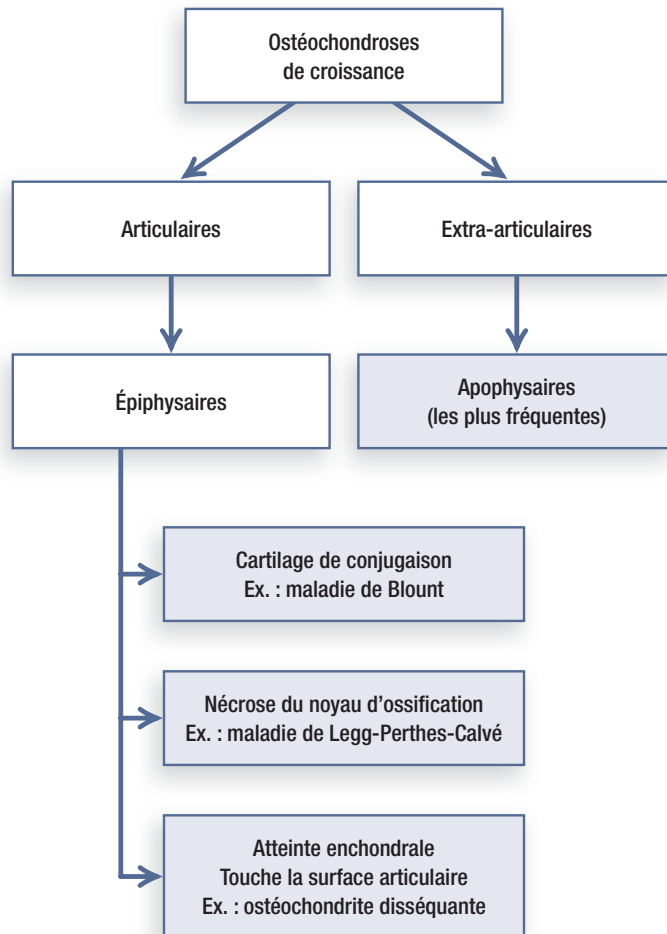 Ostéochondroses
de croissance
Articulaires
Extra-articulaires
Épiphysaires
Apophysaires
(les plus fréquentes)
Cartilage de conjugaison
Ex. : maladie de Blount
Nécrose du noyau d’ossification
Ex. : maladie de Legg-Perthes-Calvé
Atteinte enchondrale
Touche la surface articulaire
Ex. : ostéochondrite disséquante